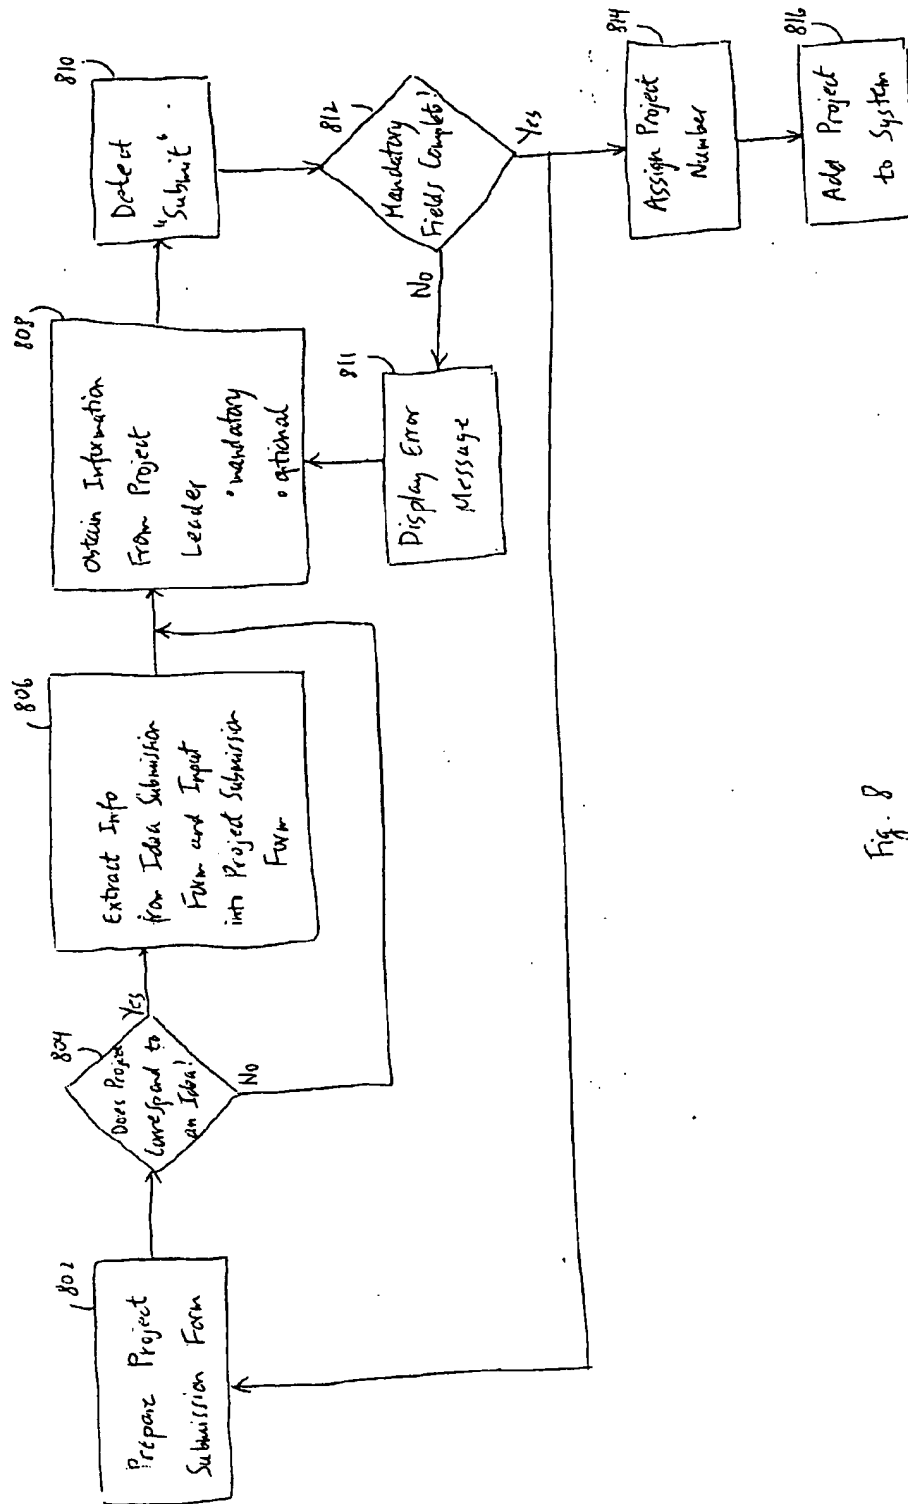 802
Prepare Project
Submission Form
804
Does Project
Correspond to
an Idea?
Yes
No
806
Extract Info
from Idea Submission
Form and Input
into Project Submission
Form
808
Obtain Information
From Project
Leader
• mandatory
• optional
810
Detect
"Submit"
811
Display Error
Message
812
Mandatory
Fields Complet?
No
Yes
814
Assign Project
Number
816
Add Project
to System
Fig. 8